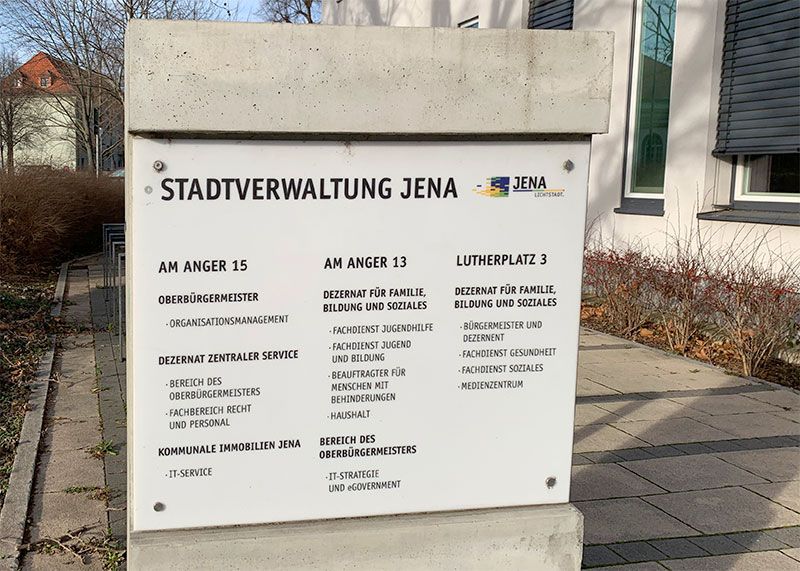 STADTVERWALTUNG JENA
JENA
LICHTSTADT.
AM ANGER 15
OBERBÜRGERMEISTER
· ORGANISATIONSMANAGEMENT
DEZERNAT ZENTRALER SERVICE
· BEREICH DES
OBERBÜRGERMEISTERS
· FACHBEREICH RECHT
UND PERSONAL
KOMMUNALE IMMOBILIEN JENA
· IT-SERVICE
AM ANGER 13
DEZERNAT FÜR FAMILIE,
BILDUNG UND SOZIALES
· FACHDIENST JUGENDHILFE
· FACHDIENST JUGEND
UND BILDUNG
· BEAUFTRAGTER FÜR
MENSCHEN MIT
BEHINDERUNGEN
· HAUSHALT
BEREICH DES
OBERBÜRGERMEISTERS
· IT-STRATEGIE
UND eGOVERNMENT
LUTHERPLATZ 3
DEZERNAT FÜR FAMILIE,
BILDUNG UND SOZIALES
· BÜRGERMEISTER UND
DEZERNENT
· FACHDIENST GESUNDHEIT
· FACHDIENST SOZIALES
· MEDIENZENTRUM